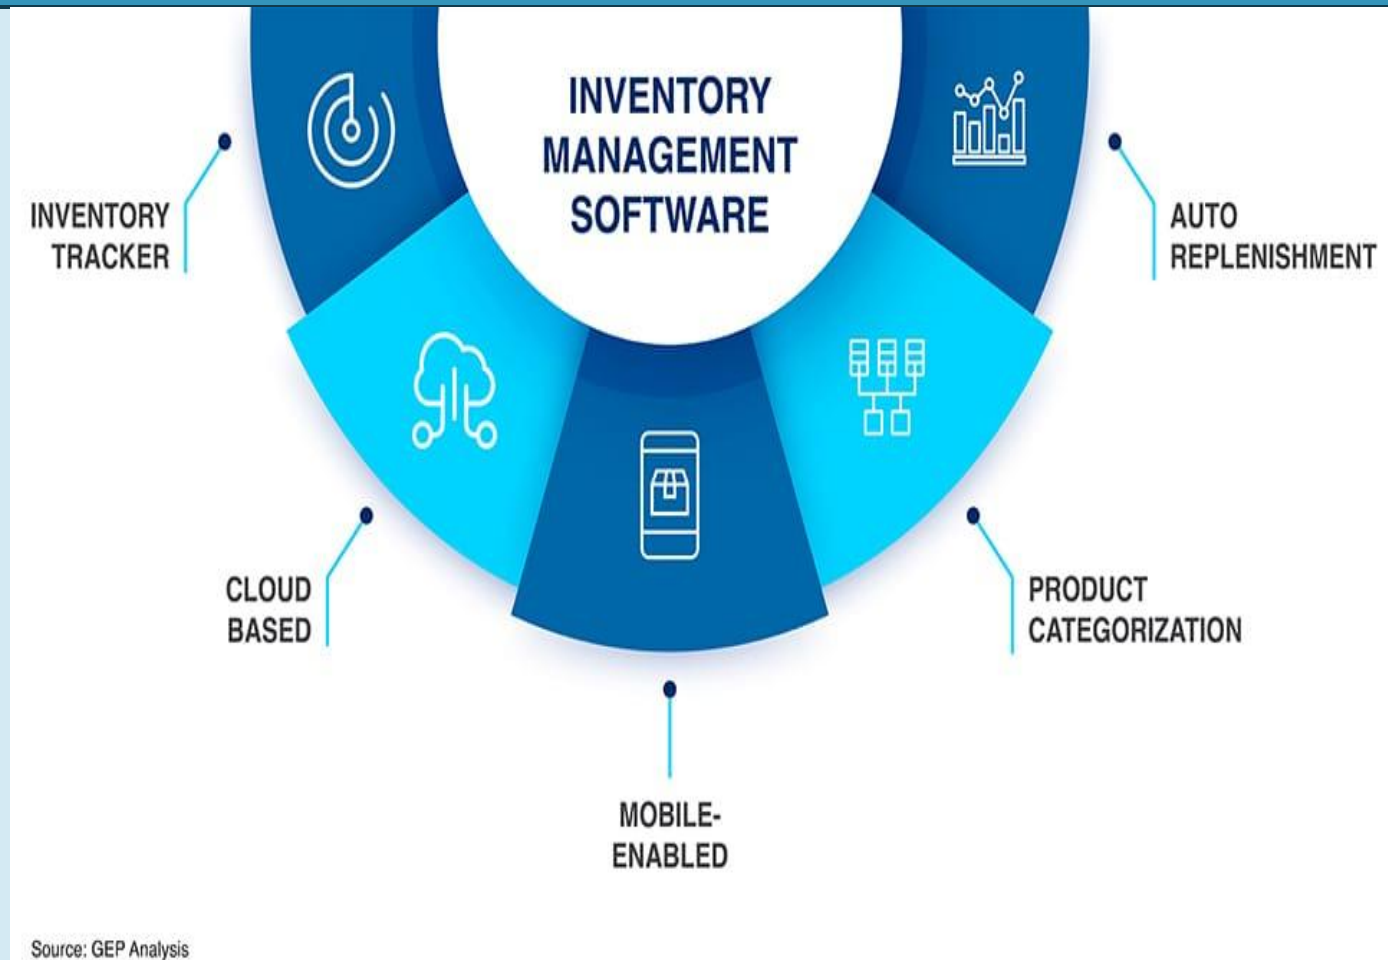 INVENTORY
MANAGEMENT
SOFTWARE
INVENTORY
TRACKER
CLOUD
BASED
MOBILE-
ENABLED
PRODUCT
CATEGORIZATION
AUTO
REPLENISHMENT
Source: GEP Analysis